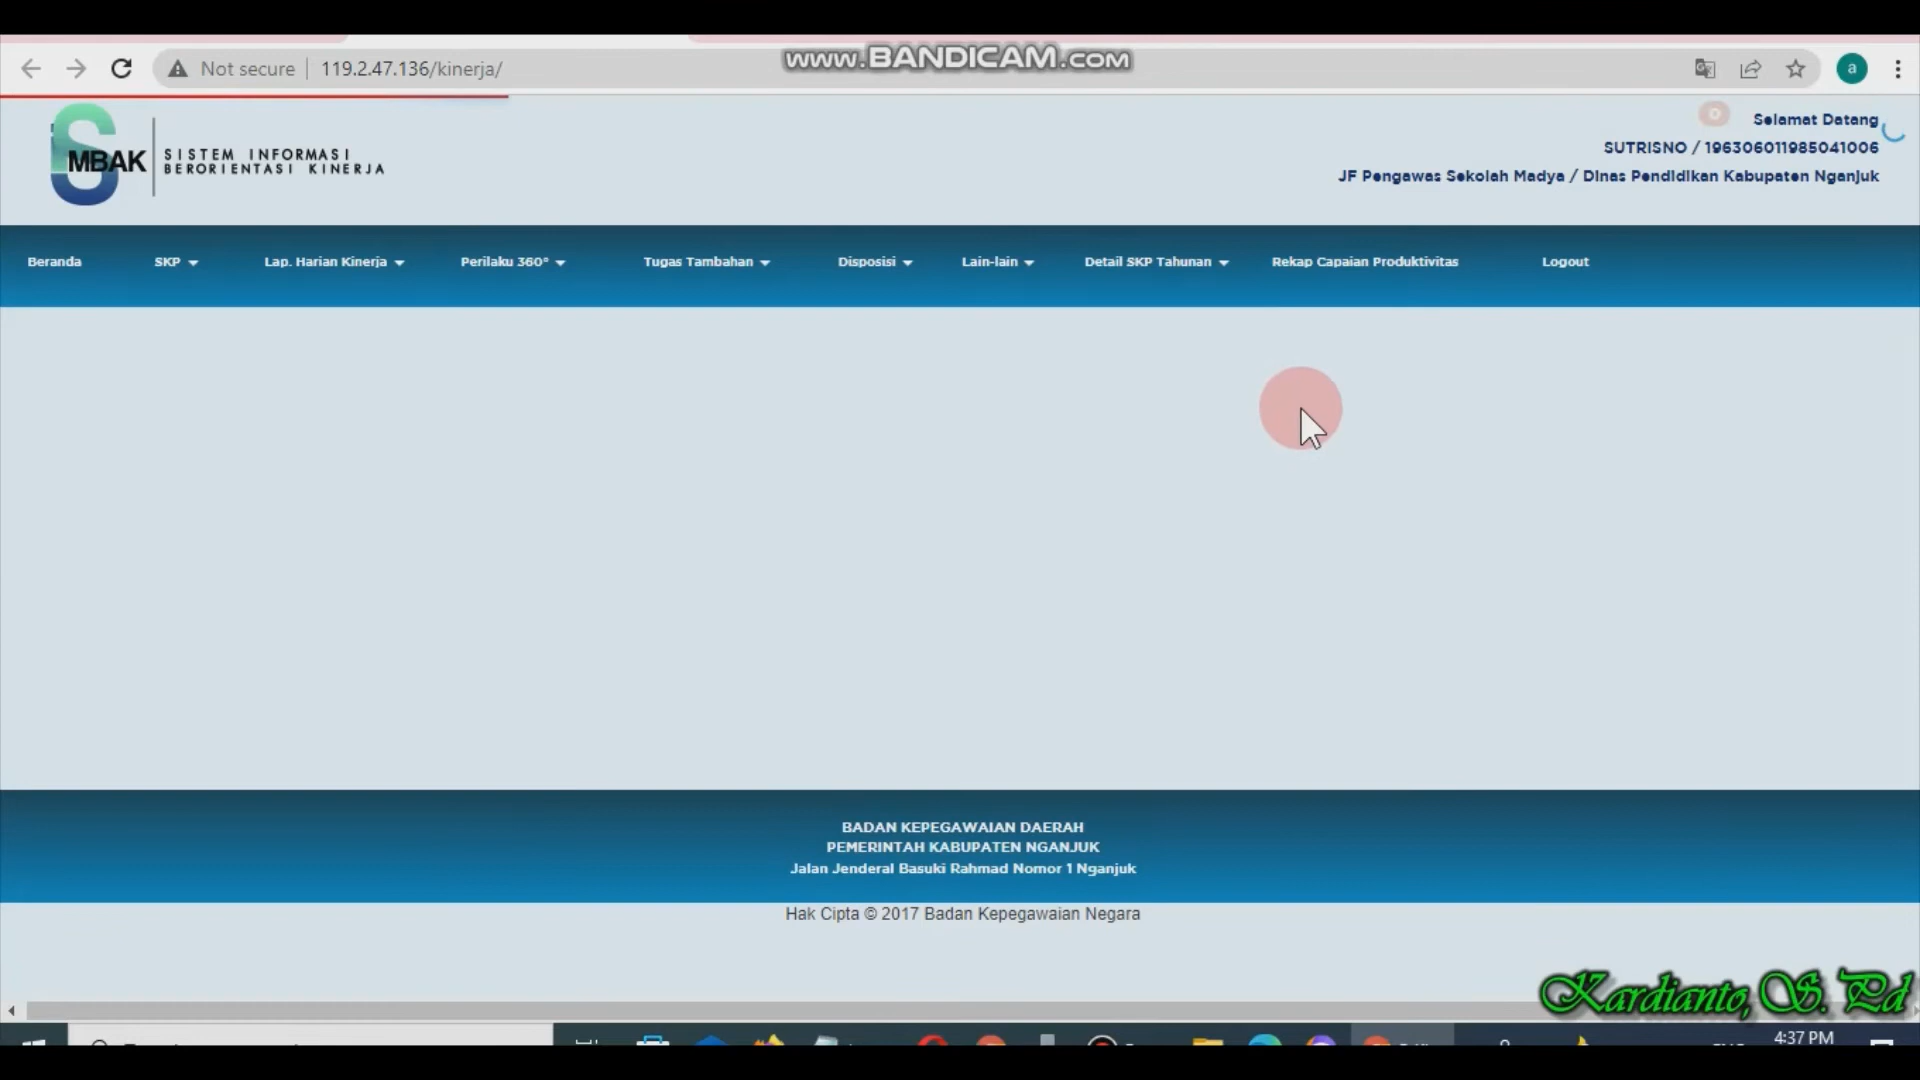 www.BANDICAM.com
Not secure
119.2.47.136/kinerja/
a
S
MBAK
SISTEM INFORMASI
BERORIENTASI KINERJA
0
Selamat Datang
SUTRISNO / 196306011985041006
JF Pengawas Sekolah Madya / Dinas Pendidikan Kabupaten Nganjuk
Beranda SKP Lap. Harian Kinerja Perilaku 360° Tugas Tambahan Disposisi Lain-lain Detail SKP Tahunan Rekap Capaian Produktivitas Logout
BADAN KEPEGAWAIAN DAERAH
PEMERINTAH KABUPATEN NGANJUK
Jalan Jenderal Basuki Rahmad Nomor 1 Nganjuk
Hak Cipta © 2017 Badan Kepegawaian Negara
Kardianto, S. Pd
4:37 PM